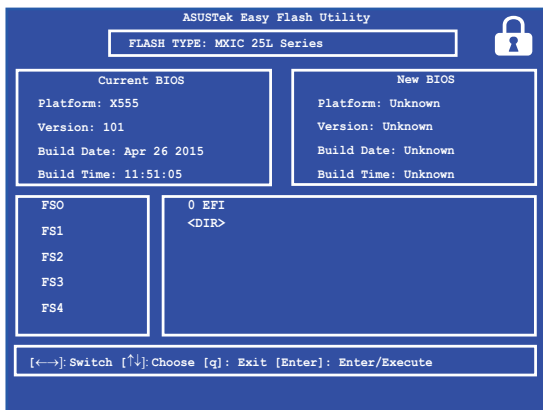 ASUSTek Easy Flash Utility
FLASH TYPE: MXIC 25L Series
Current BIOS
Platform: X555
Version: 101
Build Date: Apr 26 2015
Build Time: 11:51:05
New BIOS
Platform: Unknown
Version: Unknown
Build Date: Unknown
Build Time: Unknown
FSO
FS1
FS2
FS3
FS4
0 EFI
<DIR>
[←→]: Switch [↑↓]: Choose [q]: Exit [Enter]: Enter/Execute